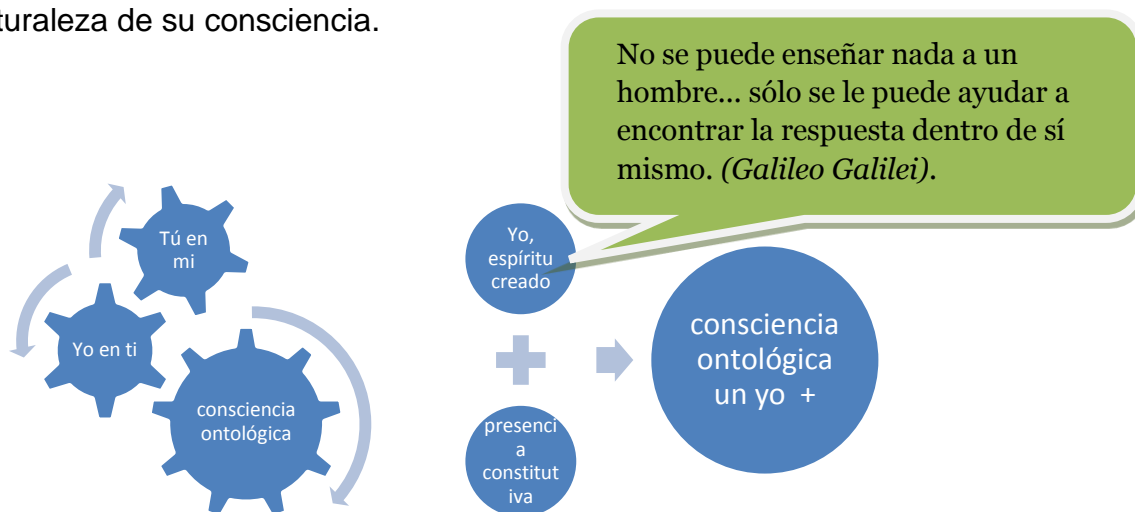 turaleza de su consciencia.
No se puede enseñar nada a un
hombre... sólo se le puede ayudar a
encontrar la respuesta dentro de sí
mismo. (Galileo Galilei).
Tú en
mi
Yo en ti
consciencia
ontológica
Yo,
espíritu
creado
presenci
a
constitut
iva
consciencia
ontológica
un yo +